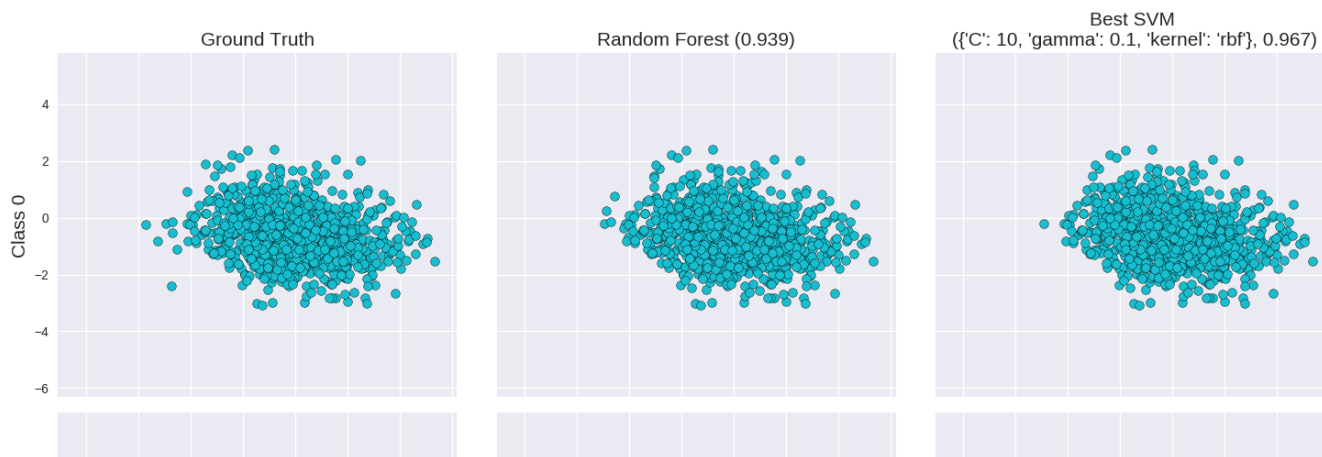 Ground Truth
Random Forest (0.939)
Best SVM
({'C': 10, 'gamma': 0.1, 'kernel': 'rbf'}, 0.967)
Class 0
4
2
0
−2
−4
−6